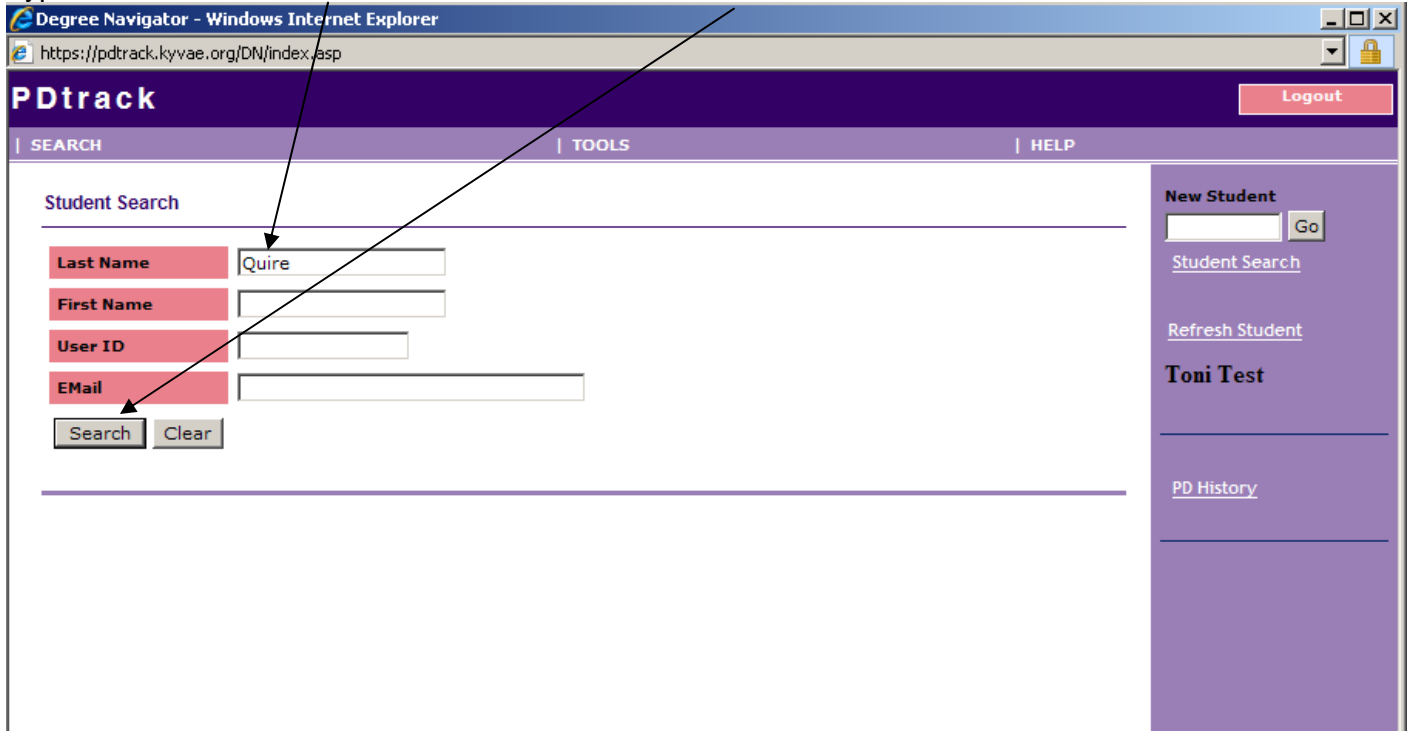 Degree Navigator - Windows Internet Explorer
https://pdtrack.kyvae.org/DN/index.asp
PDtrack
Logout
| SEARCH | TOOLS | HELP
Student Search
Last Name Quire
First Name
User ID
EMail
Search Clear
New Student
Go
Student Search
Refresh Student
Toni Test
PD History